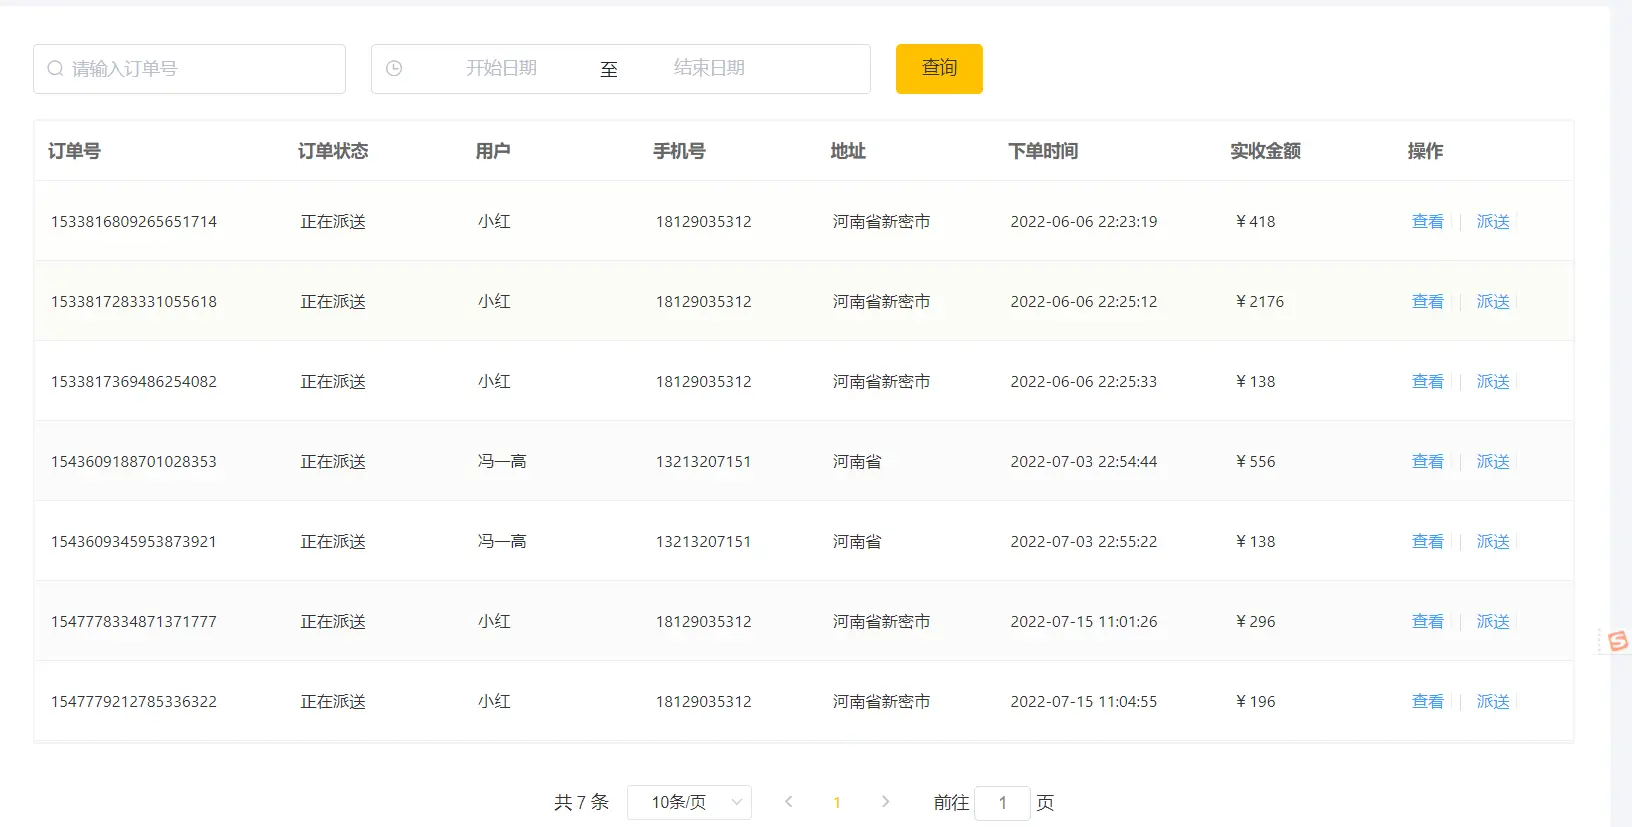 请输入订单号 开始日期 至 结束日期 查询
订单号 订单状态 用户 手机号 地址 下单时间 实收金额 操作
1533816809265651714 正在派送 小红 18129035312 河南省新密市 2022-06-06 22:23:19 ￥418 查看 派送
1533817283331055618 正在派送 小红 18129035312 河南省新密市 2022-06-06 22:25:12 ￥2176 查看 派送
1533817369486254082 正在派送 小红 18129035312 河南省新密市 2022-06-06 22:25:33 ￥138 查看 派送
1543609188701028353 正在派送 冯一高 13213207151 河南省 2022-07-03 22:54:44 ￥556 查看 派送
1543609345953873921 正在派送 冯一高 13213207151 河南省 2022-07-03 22:55:22 ￥138 查看 派送
1547778334871371777 正在派送 小红 18129035312 河南省新密市 2022-07-15 11:01:26 ￥296 查看 派送
1547779212785336322 正在派送 小红 18129035312 河南省新密市 2022-07-15 11:04:55 ￥196 查看 派送
共 7 条 10条/页 1 前往 1 页